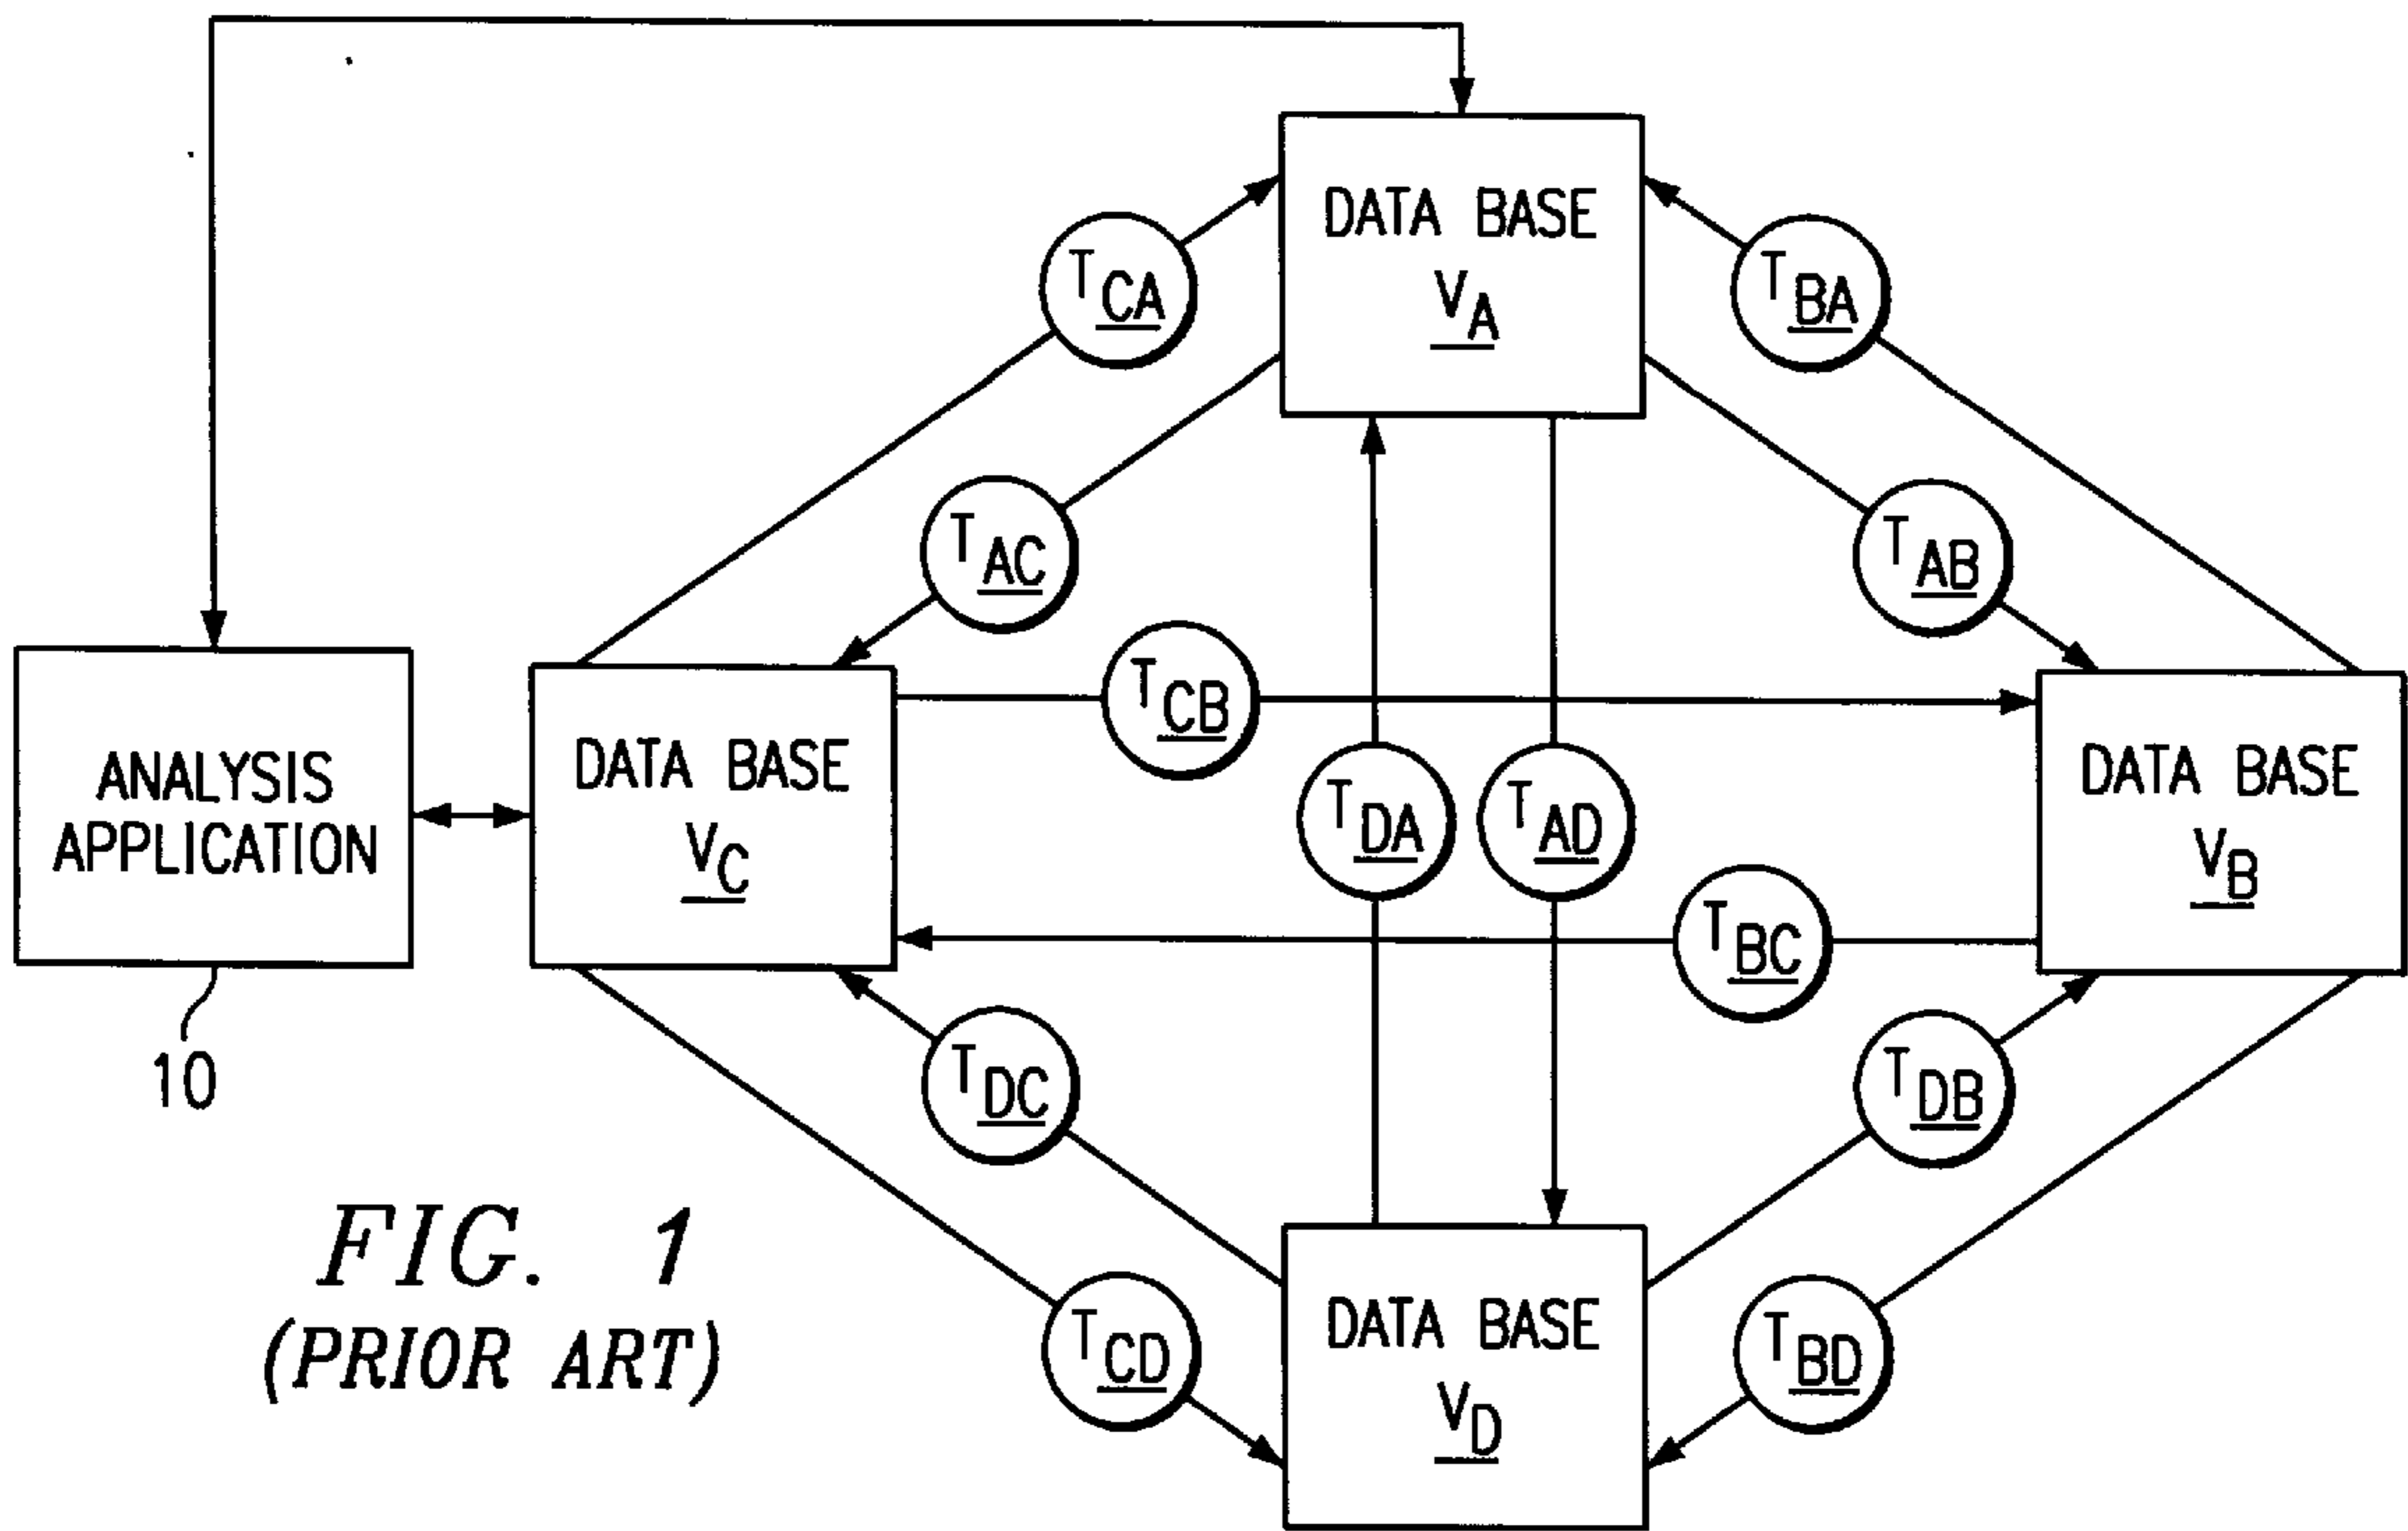 DATA BASE
VA
TCA
TBA
TAC
TAB
TCB
ANALYSIS
APPLICATION
DATA BASE
VC
TDA
TAD
DATA BASE
VB
TBC
10
TDC
TDB
FIG. 1
(PRIOR ART)
TCD
DATA BASE
VD
TBD